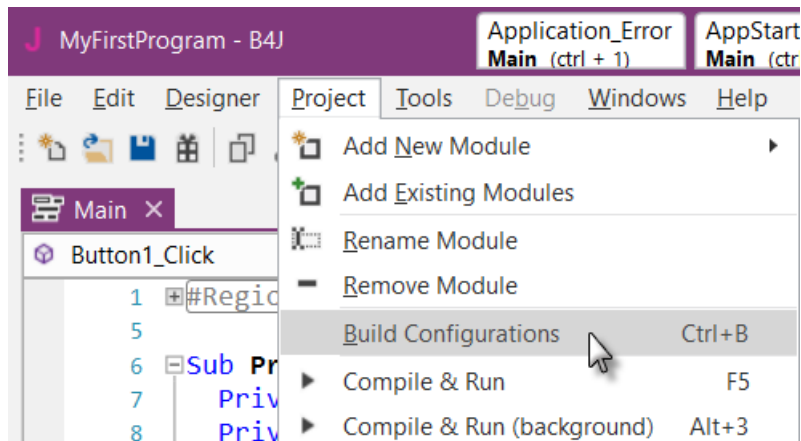 MyFirstProgram - B4J
Application_Error
Main (ctrl + 1)
AppStart
Main (ctr
File Edit Designer Project Tools Debug Windows Help
Add New Module
Add Existing Modules
Main ×
Rename Module
Button1_Click
Remove Module
1 #Regio
5
Build Configurations Ctrl+B
6 Sub Pr
Compile & Run F5
7 Priv
Compile & Run (background) Alt+3
8 Priv